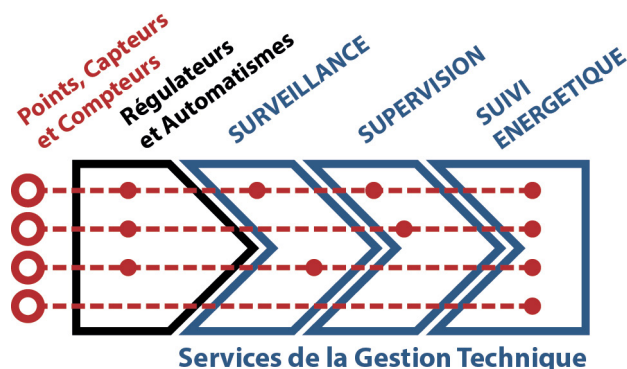 Points, Capteurs
et Compteurs
Régulateurs
et Automatismes
SURVEILLANCE
SUPERVISION
SUIVI
ENERGETIQUE
Services de la Gestion Technique